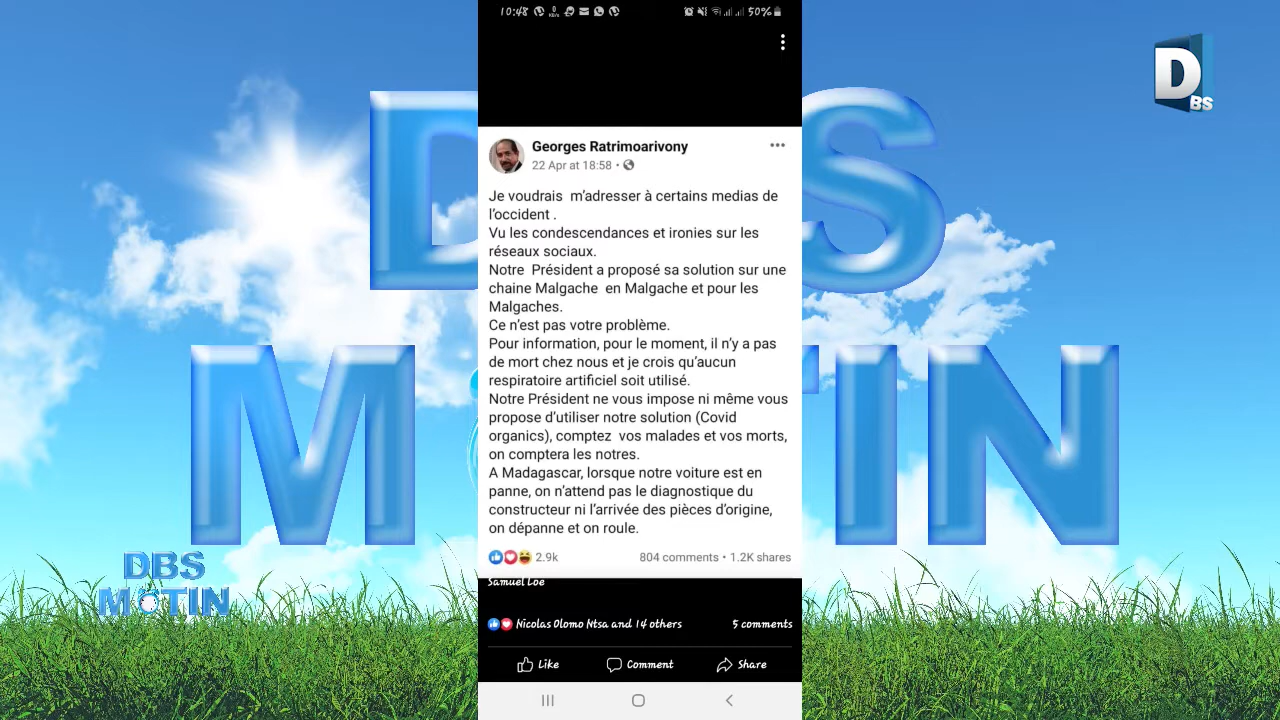 10:48 0 KB/s 50%
D BS
DBS
MATIN
Georges Ratrimoarivony
22 Apr at 18:58
Je voudrais m’adresser à certains medias de
l’occident .
Vu les condescendances et ironies sur les
réseaux sociaux.
Notre Président a proposé sa solution sur une
chaine Malgache en Malgache et pour les
Malgaches.
Ce n’est pas votre problème.
Pour information, pour le moment, il n’y a pas
de mort chez nous et je crois qu’aucun
respiratoire artificiel soit utilisé.
Notre Président ne vous impose ni même vous
propose d’utiliser notre solution (Covid
organics), comptez vos malades et vos morts,
on comptera les notres.
A Madagascar, lorsque notre voiture est en
panne, on n’attend pas le diagnostique du
constructeur ni l’arrivée des pièces d’origine,
on dépanne et on roule.
2.9k 804 comments • 1.2K shares
Samuel Loe
Nicolas Olomo Ntsa and 14 others 5 comments
Like Comment Share
DBS
MATIN